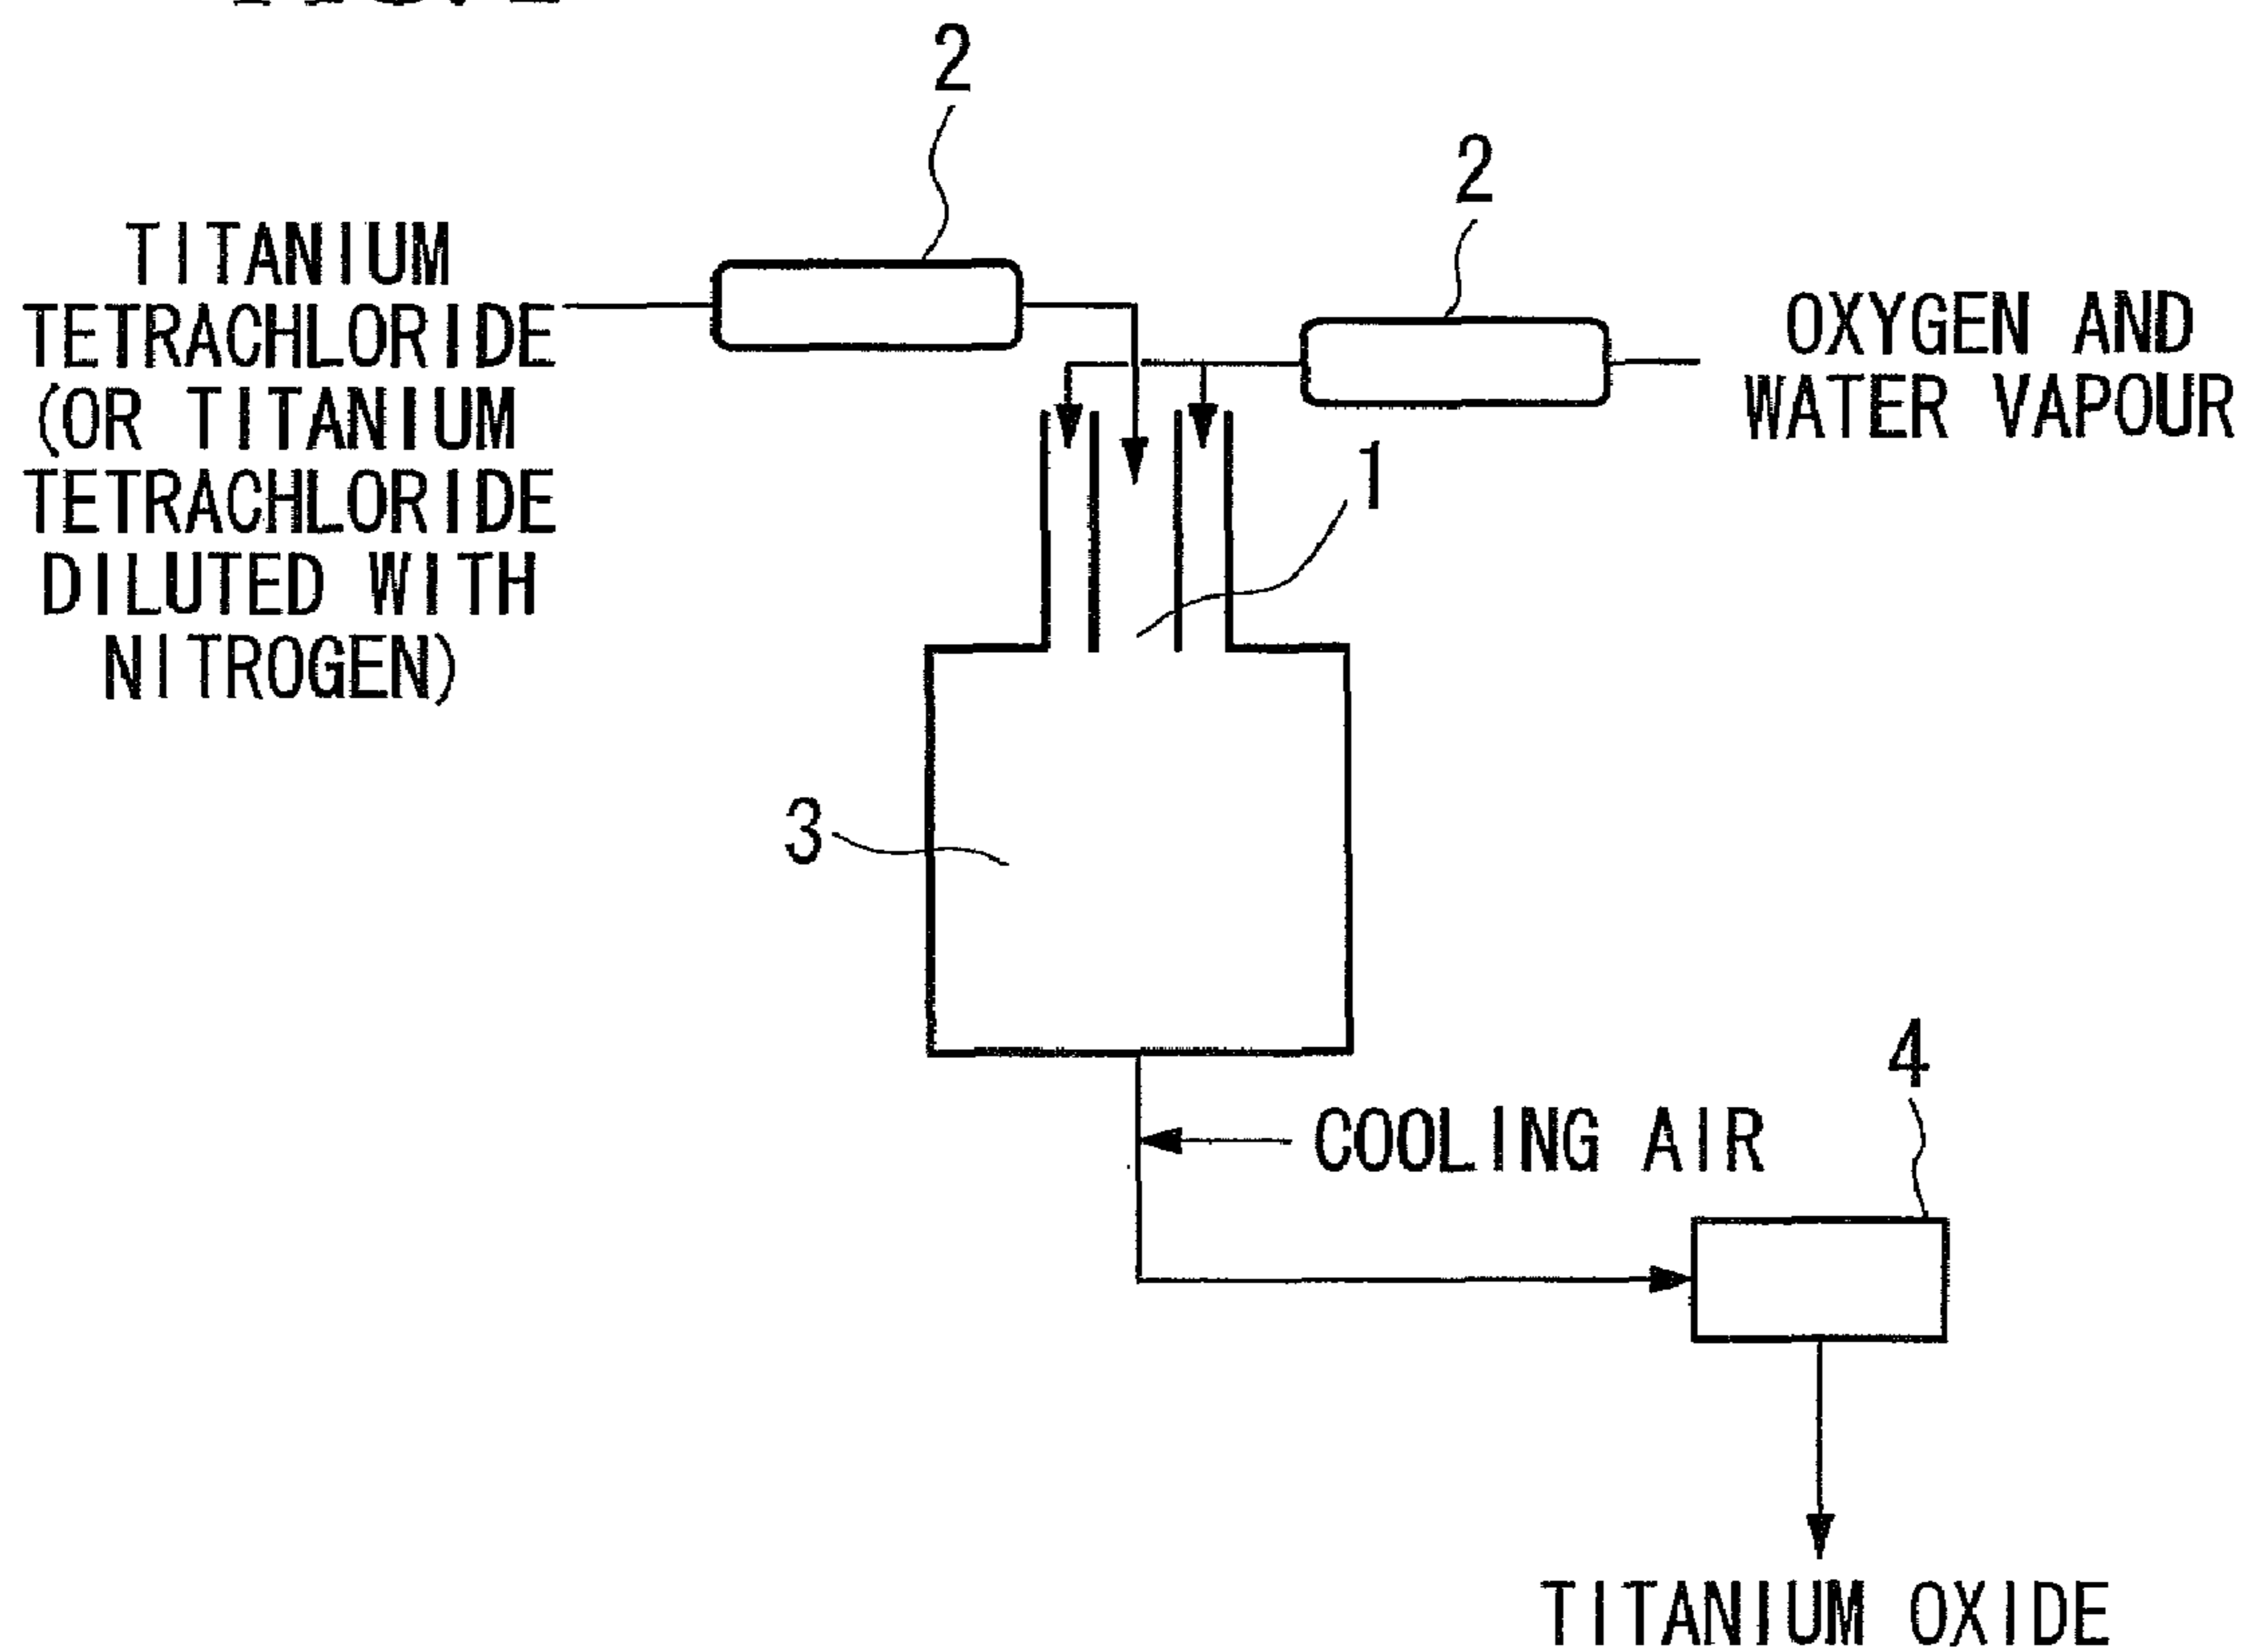 2
2
TITANIUM
TETRACHLORIDE
(OR TITANIUM
TETRACHLORIDE
DILUTED WITH
NITROGEN)
OXYGEN AND
WATER VAPOUR
1
3
4
COOLING AIR
TITANIUM OXIDE